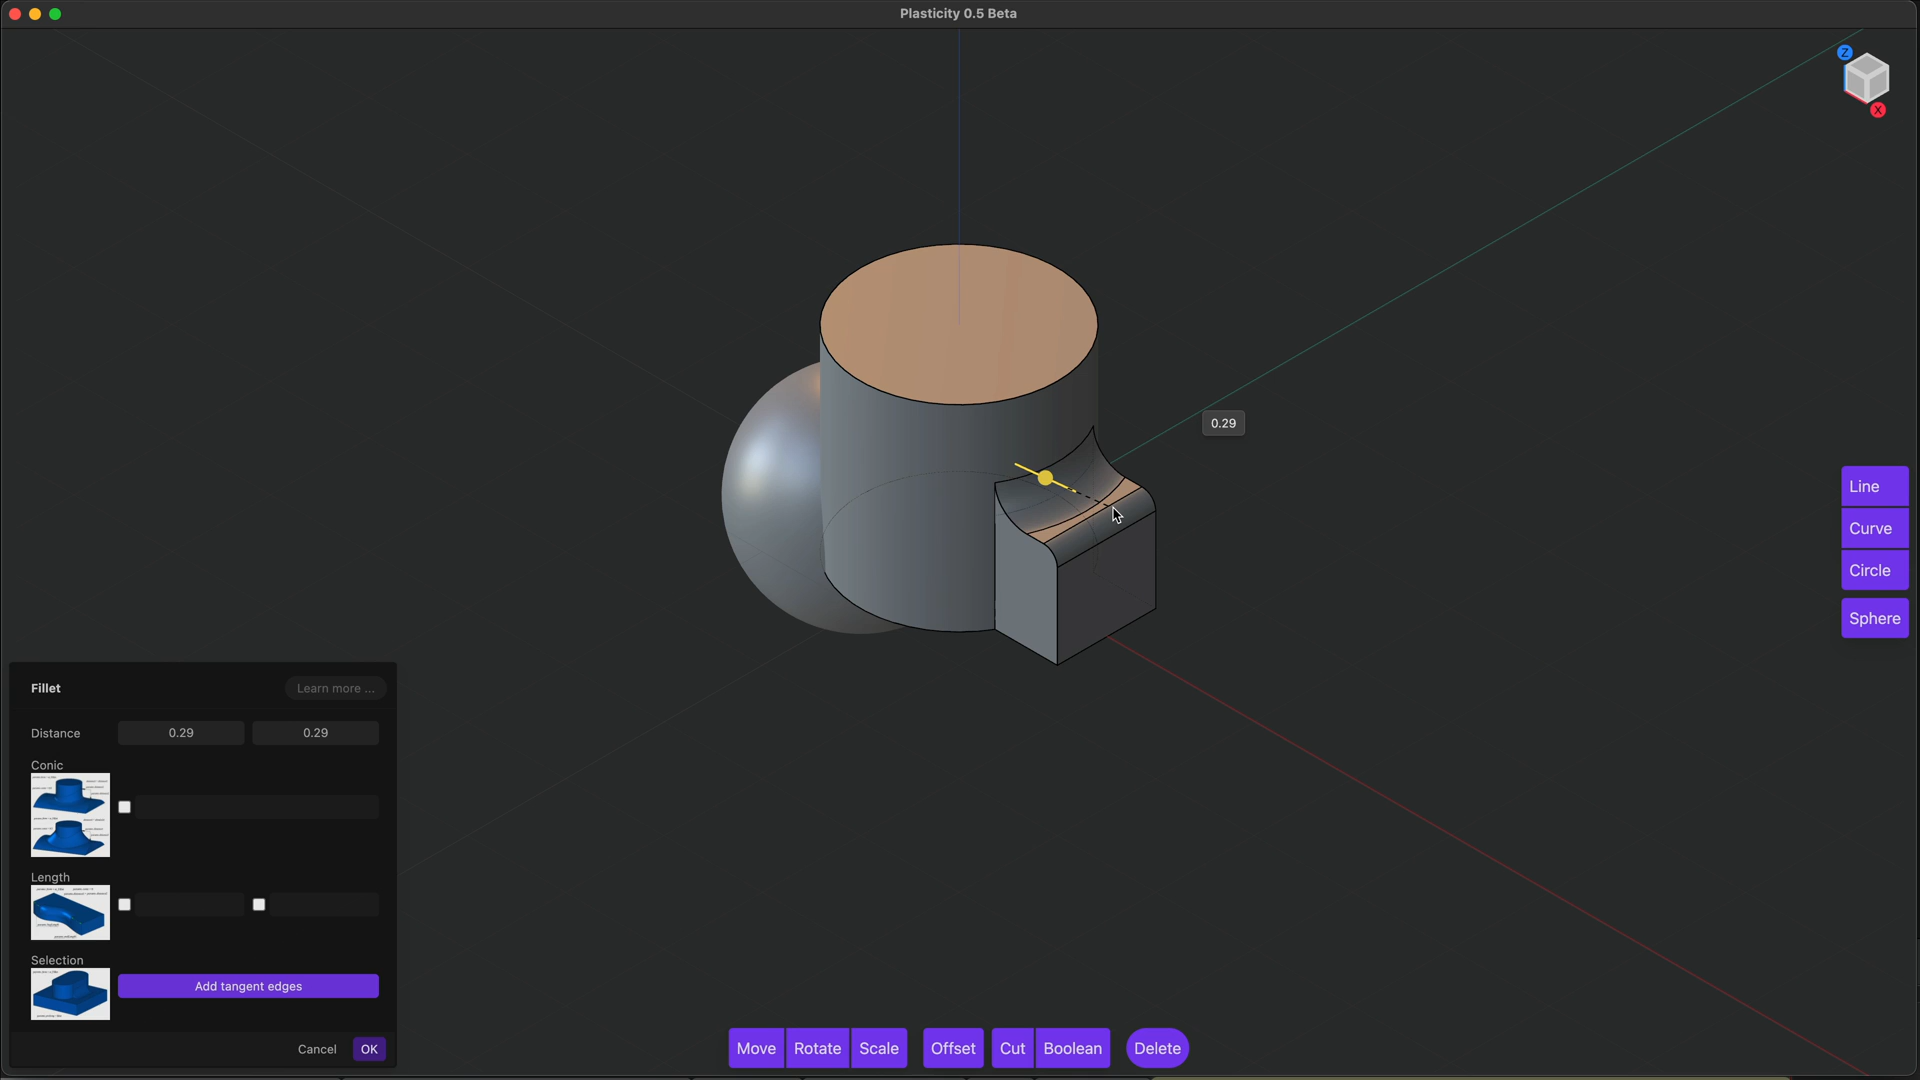 Plasticity 0.5 Beta
Z
X
0.29
Line
Curve
Circle
Sphere
Fillet
Learn more ...
Distance 0.29 0.29
Conic
Length
Selection
Add tangent edges
Cancel OK
Move Rotate Scale Offset Cut Boolean Delete